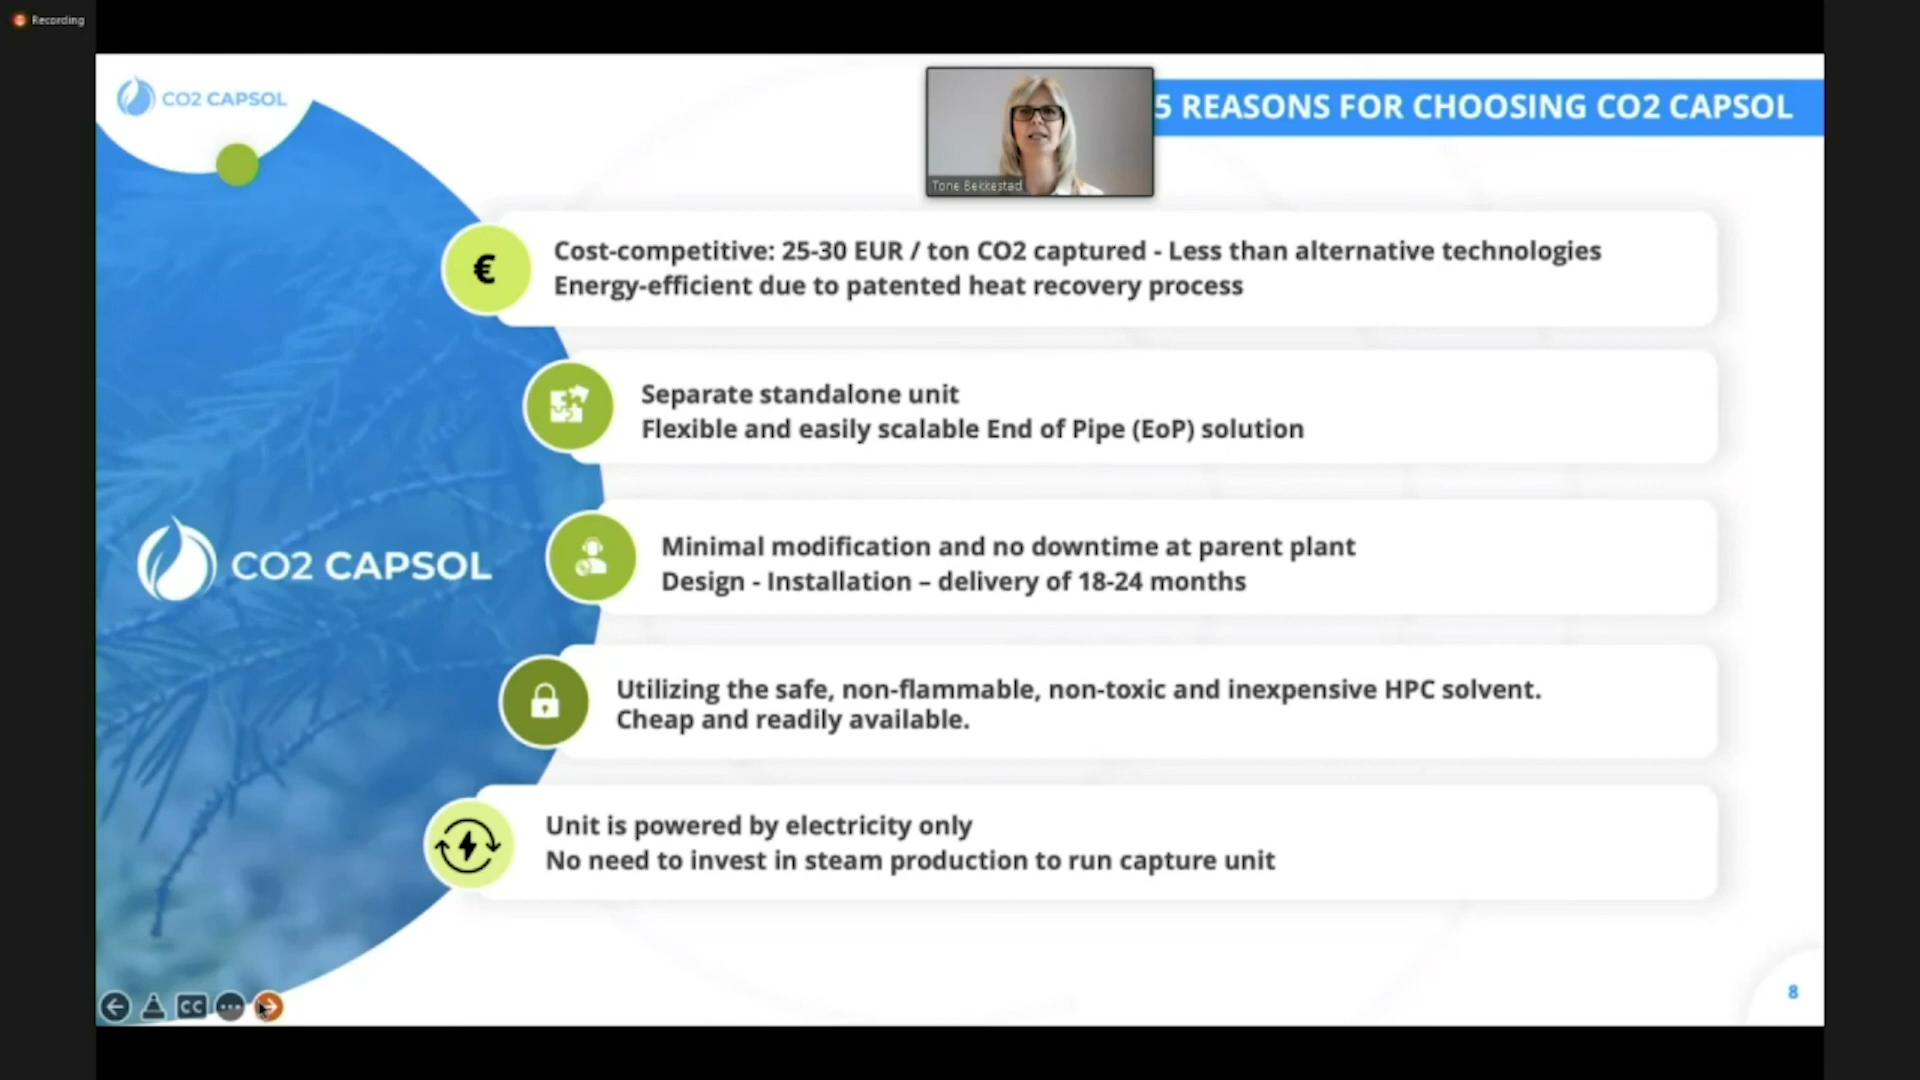 Recording
CO2 CAPSOL
5 REASONS FOR CHOOSING CO2 CAPSOL
Tone Bekkestad
€
Cost-competitive: 25-30 EUR / ton CO2 captured - Less than alternative technologies
Energy-efficient due to patented heat recovery process
Separate standalone unit
Flexible and easily scalable End of Pipe (EoP) solution
CO2 CAPSOL
Minimal modification and no downtime at parent plant
Design - Installation – delivery of 18-24 months
Utilizing the safe, non-flammable, non-toxic and inexpensive HPC solvent.
Cheap and readily available.
Unit is powered by electricity only
No need to invest in steam production to run capture unit
CC
8